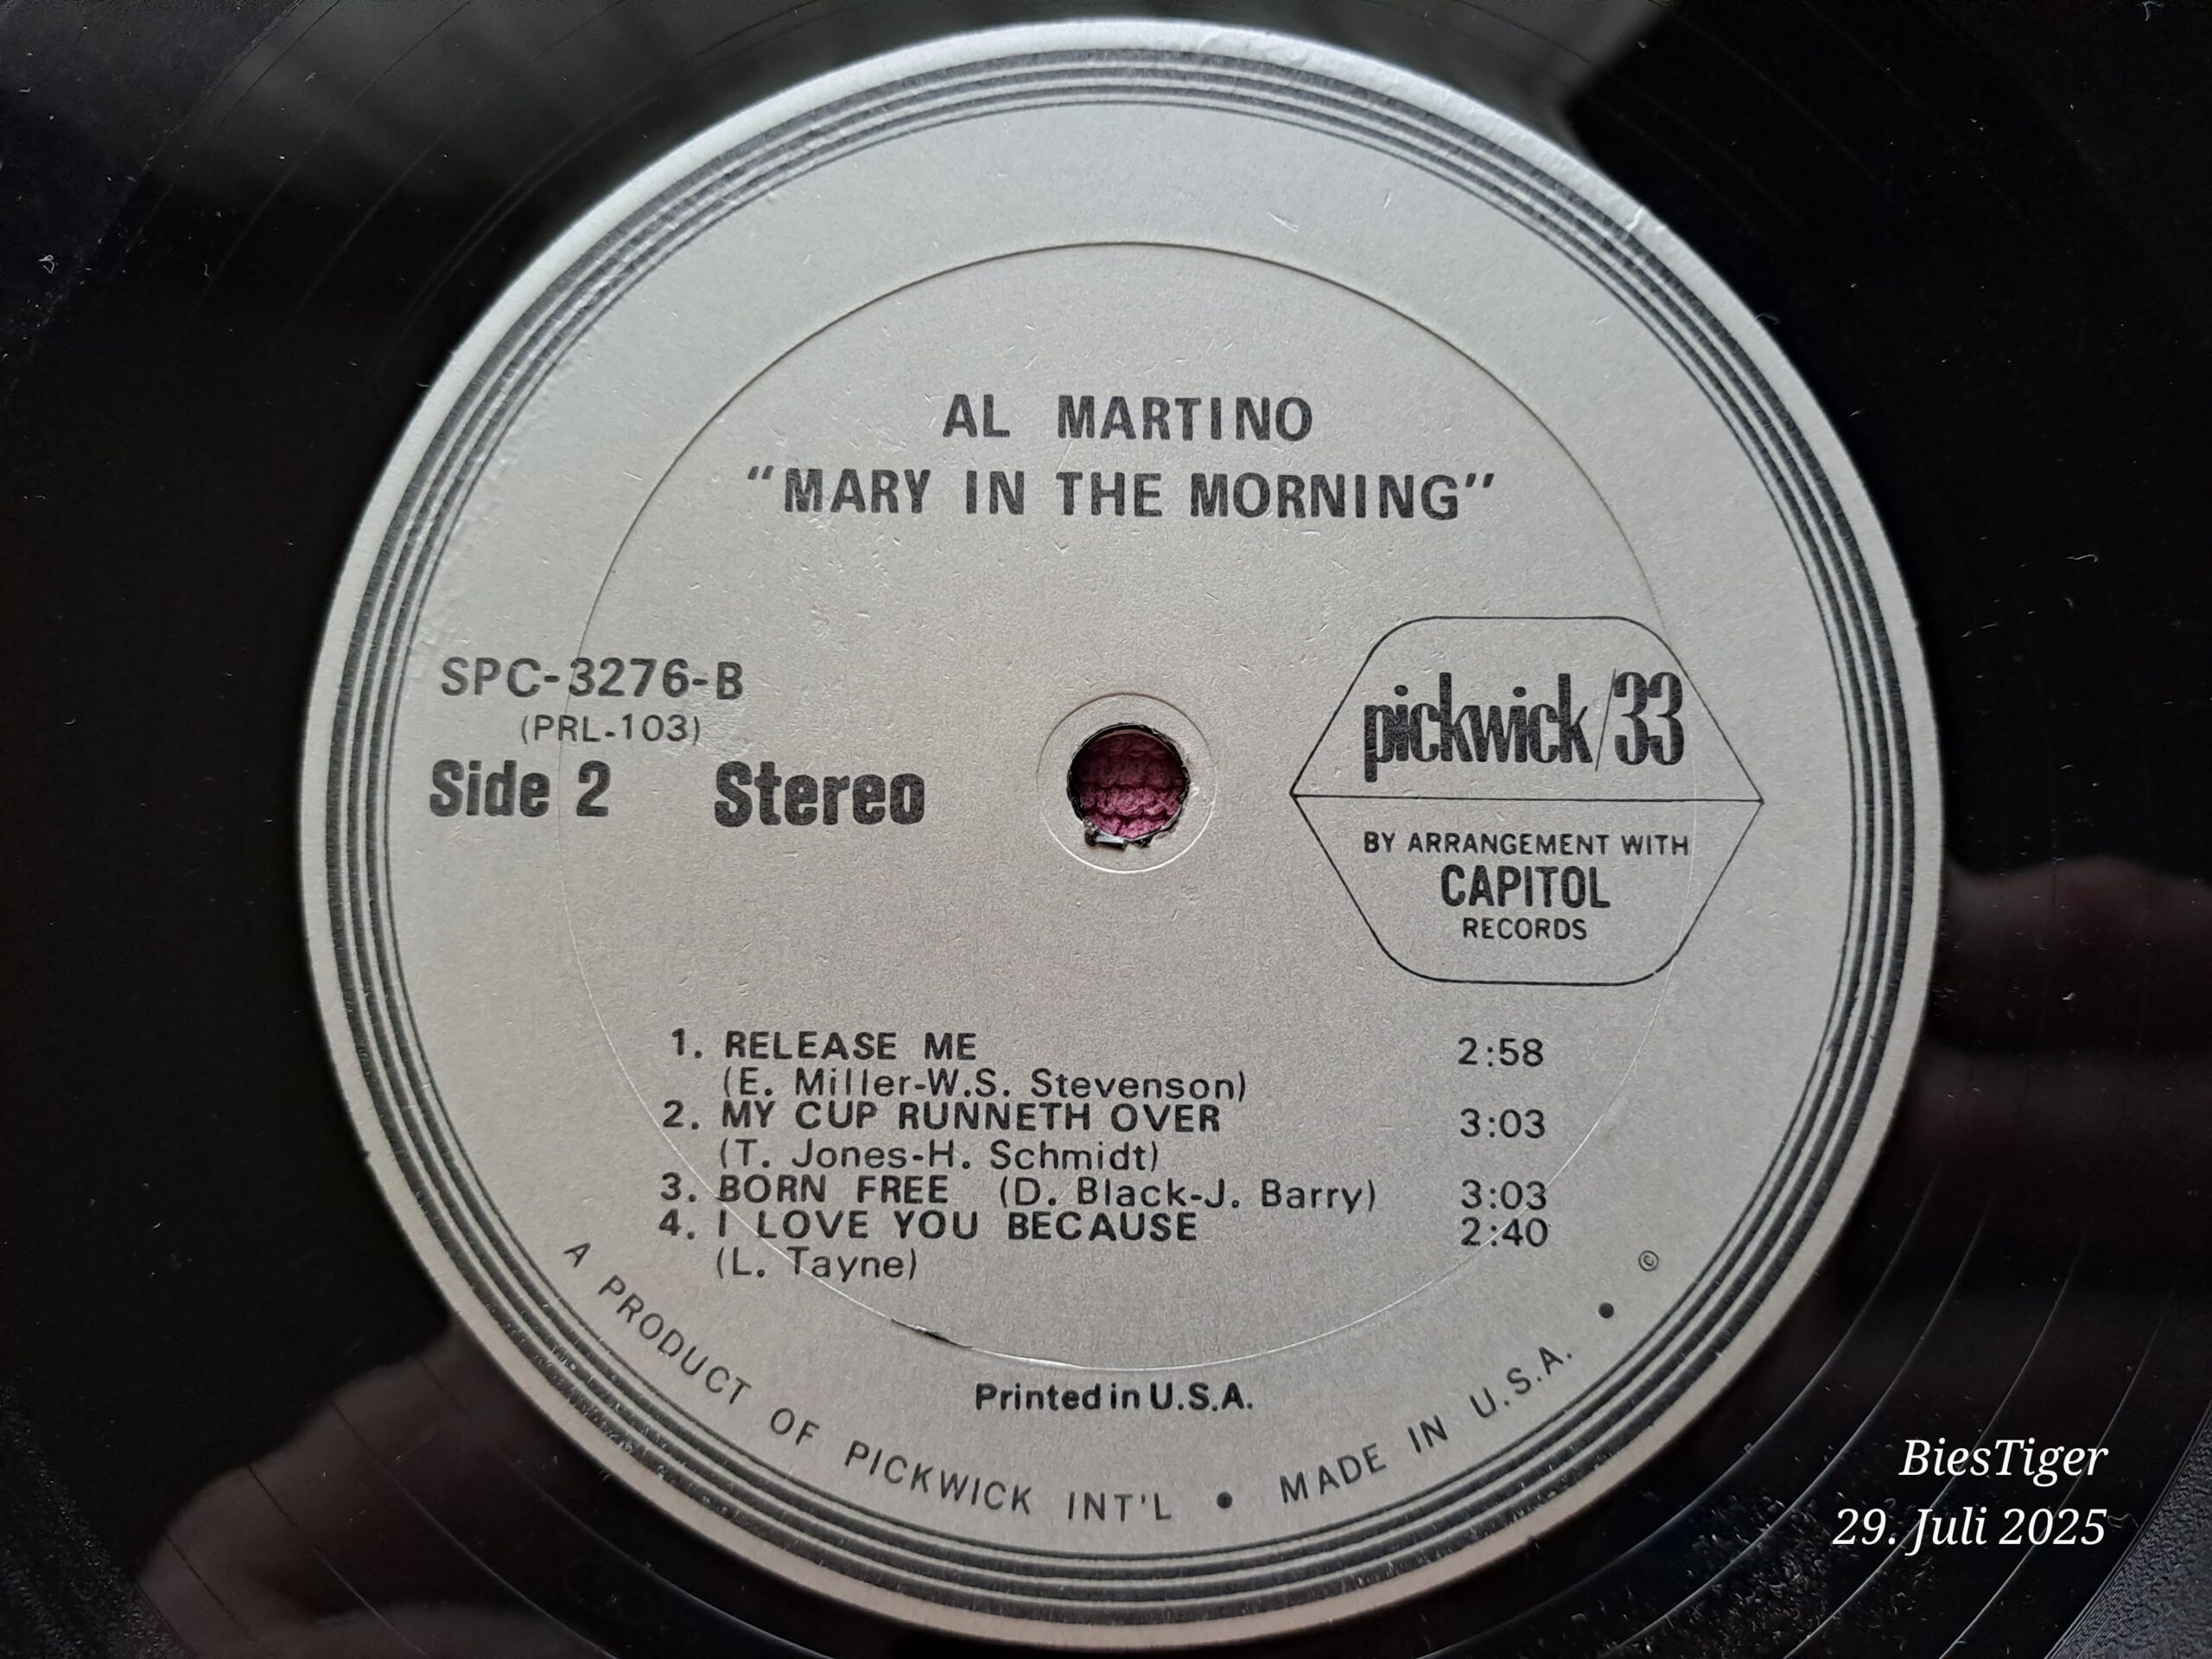 AL MARTINO
"MARY IN THE MORNING"
SPC-3276-B
(PRL-103)
Side 2 Stereo
pickwick/33
BY ARRANGEMENT WITH
CAPITOL
RECORDS
1. RELEASE ME 2:58
(E. Miller-W.S. Stevenson)
2. MY CUP RUNNETH OVER 3:03
(T. Jones-H. Schmidt)
3. BORN FREE (D. Black-J. Barry) 3:03
4. I LOVE YOU BECAUSE 2:40
(L. Tayne)
Printed in U.S.A.
A PRODUCT OF PICKWICK INT'L • MADE IN U.S.A. • ©
BiesTiger
29. Juli 2025